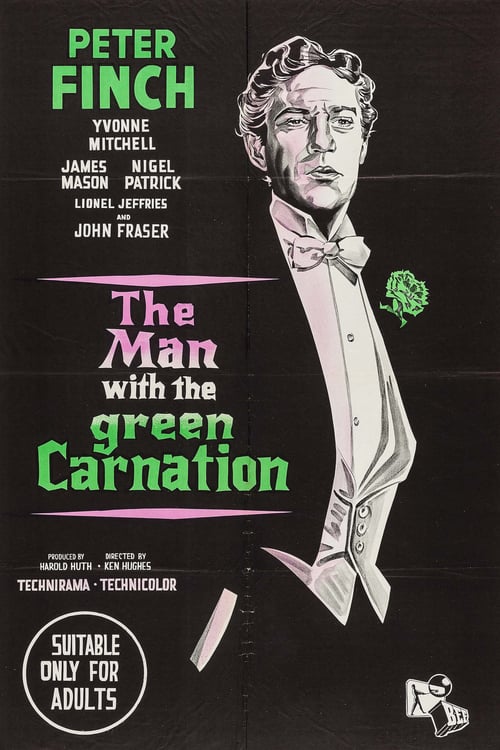 PETER
FINCH
YVONNE
MITCHELL
JAMES NIGEL
MASON PATRICK
LIONEL JEFFRIES
AND
JOHN FRASER
The
Man
with the
green
Carnation
PRODUCED BY DIRECTED BY
HAROLD HUTH · KEN HUGHES
TECHNIRAMA · TECHNICOLOR
SUITABLE
ONLY FOR
ADULTS
BEF